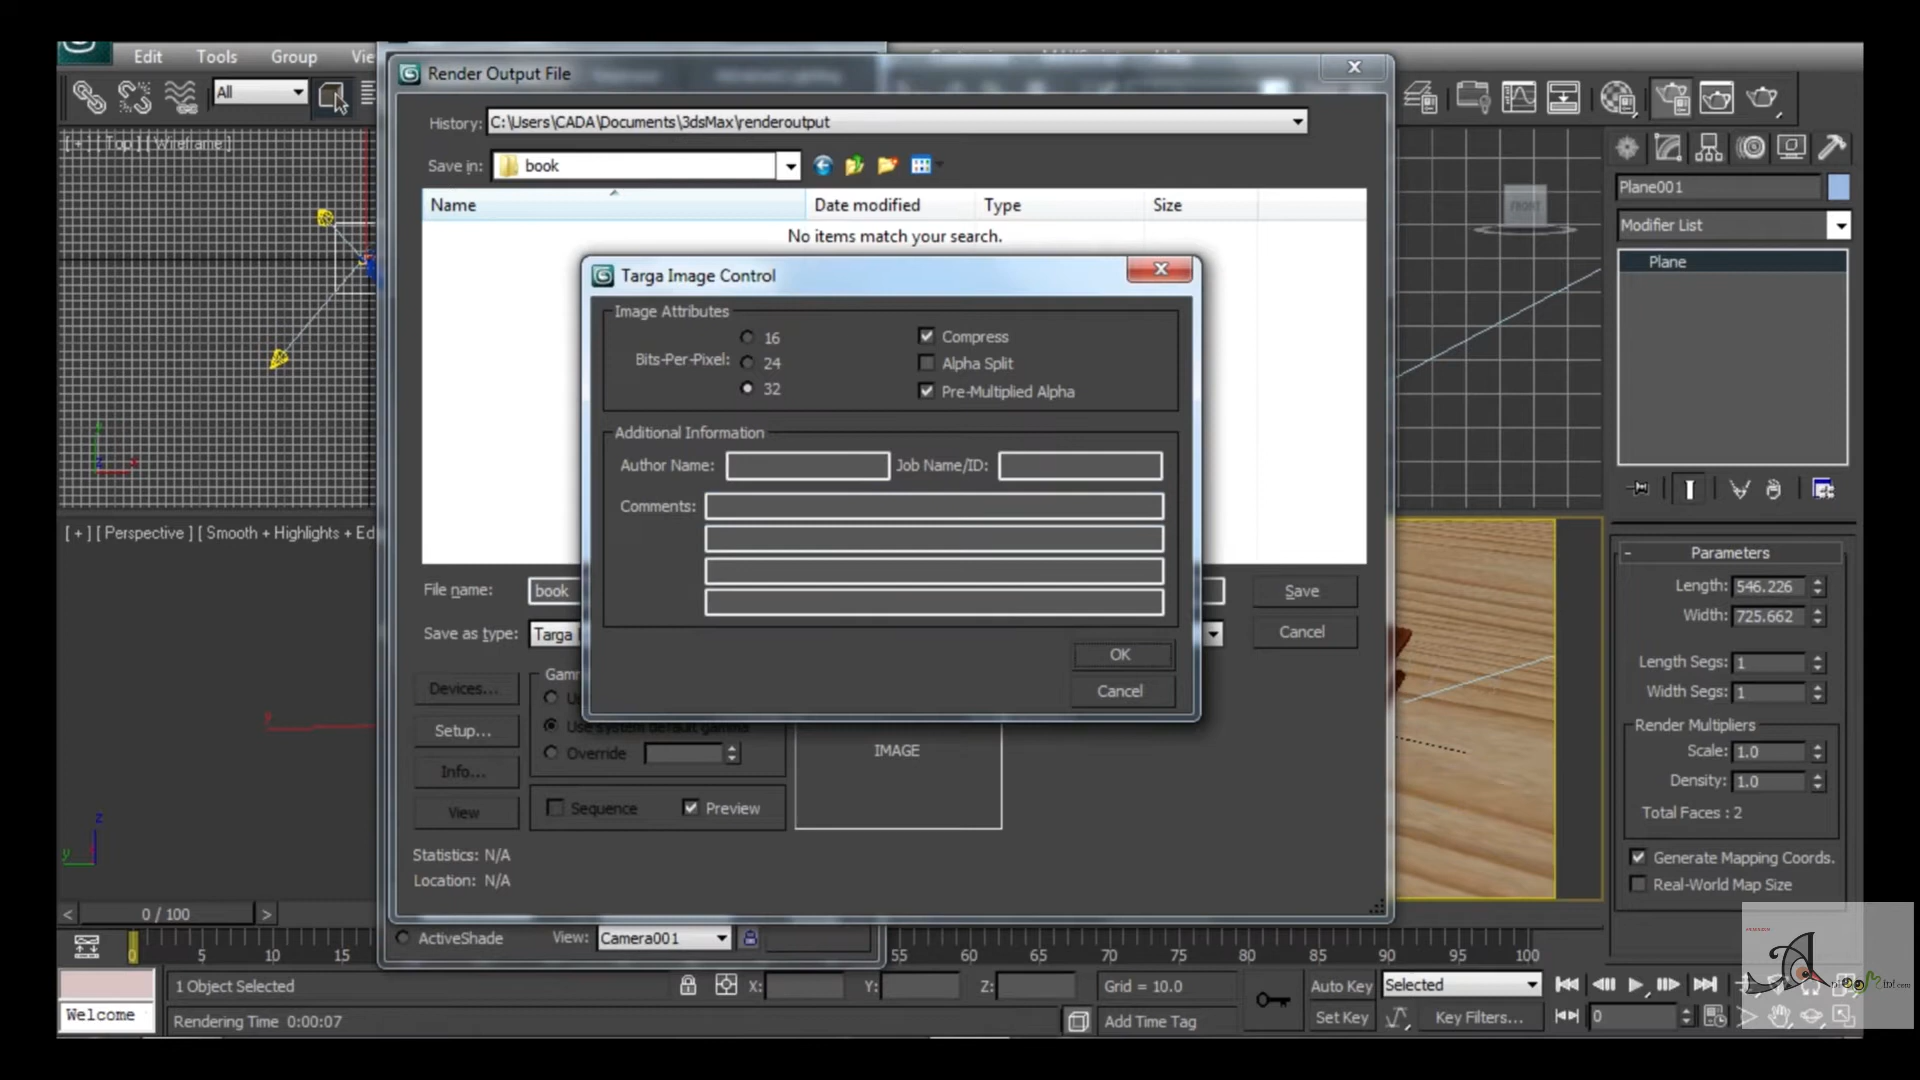 Edit Tools Group
Render Output File
All
History: C:\Users\CADA\Documents\3dsMax\renderoutput
[ + ] [ Top ] [ Wireframe ]
Save in: book
Plane001
Name Date modified Type Size
FRONT
Modifier List
No items match your search.
Plane
Targa Image Control
Image Attributes
Bits-Per-Pixel: 16 24 32
Compress
Alpha Split
Pre-Multiplied Alpha
Additional Information
Author Name: Job Name/ID:
Comments:
[ + ] [ Perspective ] [ Smooth + Highlights + Ed
File name: book Save
Save as type: Targa Cancel
OK
Cancel
Parameters
Length: 546.226
Width: 725.662
Length Segs: 1
Width Segs: 1
Render Multipliers
Scale: 1.0
Density: 1.0
Total Faces : 2
Generate Mapping Coords.
Real-World Map Size
Devices...
Setup...
Info...
View
Use system default gamma
Override
IMAGE
Sequence Preview
Statistics: N/A
Location: N/A
z
y
x
< 0 / 100 >
ActiveShade View: Camera001
0 5 10 15 55 60 65 70 75 80 85 90 95 100
1 Object Selected X: Y: Z: Grid = 10.0 Auto Key Selected
Welcome Rendering Time 0:00:07 Add Time Tag Set Key Key Filters... 0